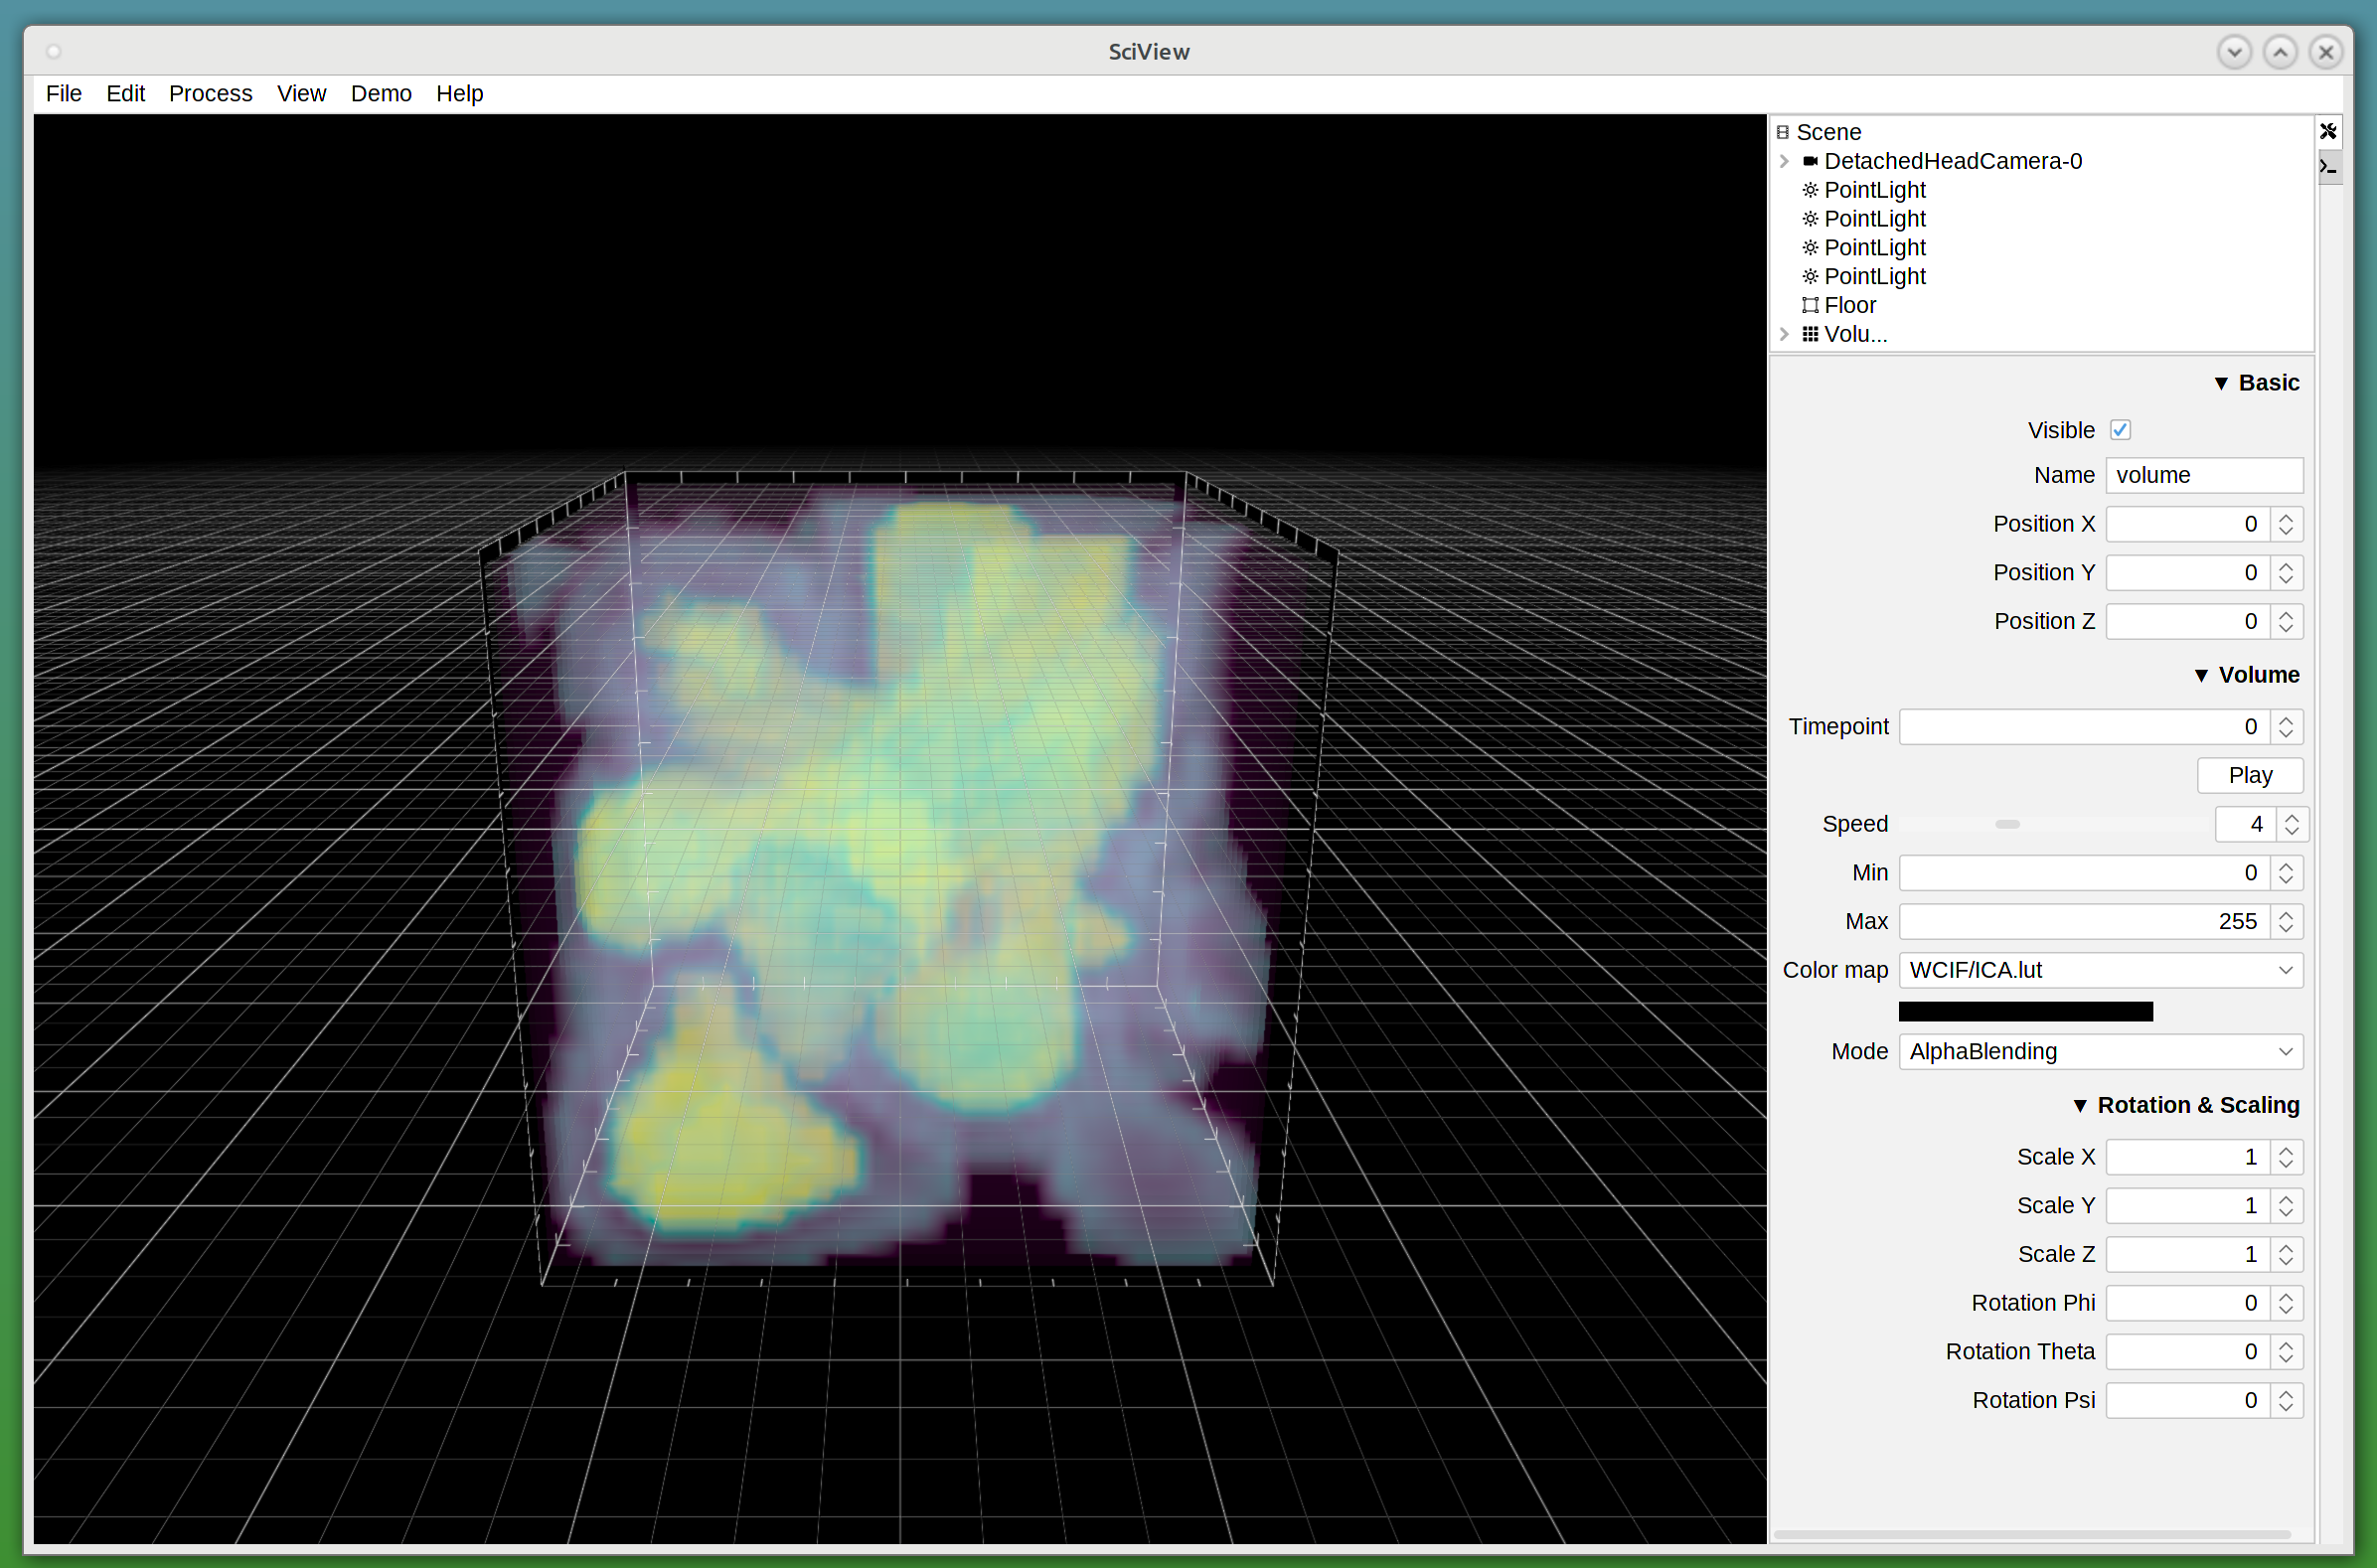 SciView
File Edit Process View Demo Help
Scene
DetachedHeadCamera-0
PointLight
PointLight
PointLight
PointLight
Floor
Volu...
▼ Basic
Visible
Name volume
Position X 0
Position Y 0
Position Z 0
▼ Volume
Timepoint 0
Play
Speed 4
Min 0
Max 255
Color map WCIF/ICA.lut
Mode AlphaBlending
▼ Rotation & Scaling
Scale X 1
Scale Y 1
Scale Z 1
Rotation Phi 0
Rotation Theta 0
Rotation Psi 0